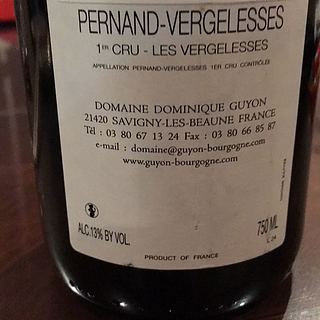 PERNAND-VERGELESSES
1ER CRU - LES VERGELESSES
APPELLATION PERNAND-VERGELESSES 1ER CRU CONTRÔLÉE
DOMAINE DOMINIQUE GUYON
21420 SAVIGNY-LES-BEAUNE FRANCE
Tél : 03 80 67 13 24 Fax : 03 80 66 85 87
e-mail : domaine@guyon-bourgogne.com
www.guyon-bourgogne.com
ALC.13% BY VOL.
750 ML
L 04
PRODUCT OF FRANCE